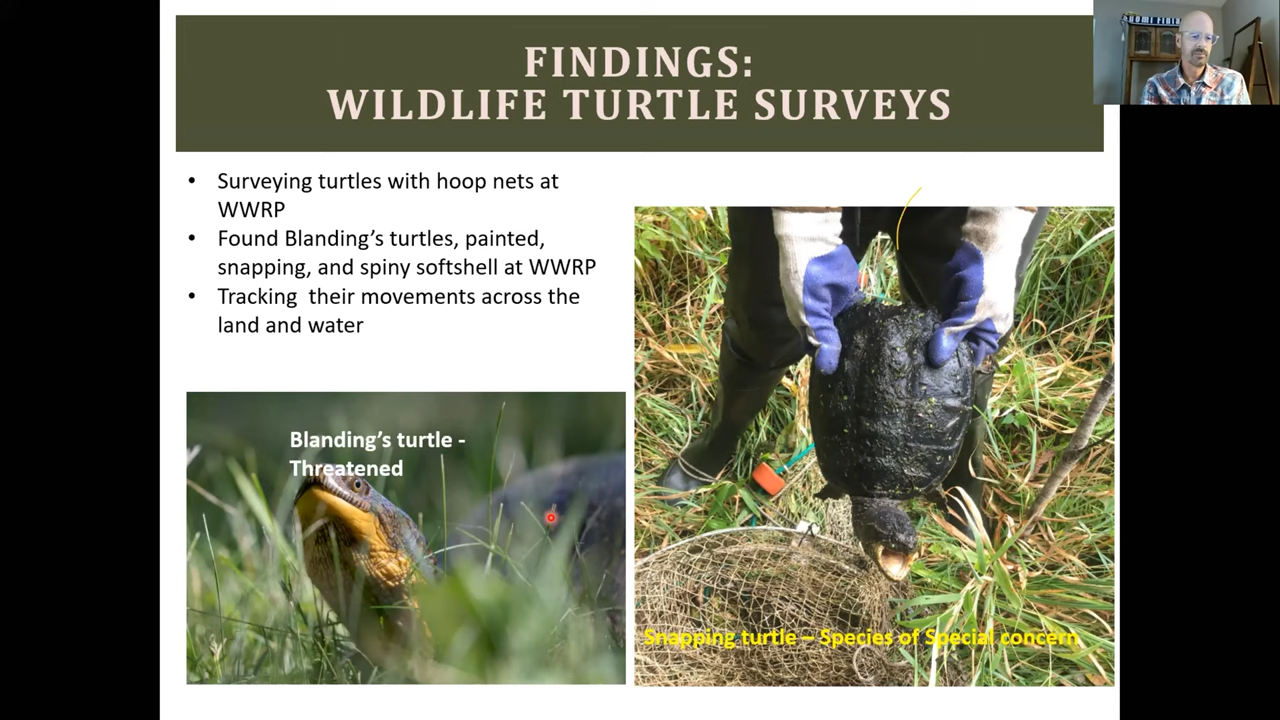 FINDINGS:
WILDLIFE TURTLE SURVEYS
• Surveying turtles with hoop nets at
WWRP
• Found Blanding’s turtles, painted,
snapping, and spiny softshell at WWRP
• Tracking their movements across the
land and water
Blanding’s turtle -
Threatened
Snapping turtle – Species of Special concern